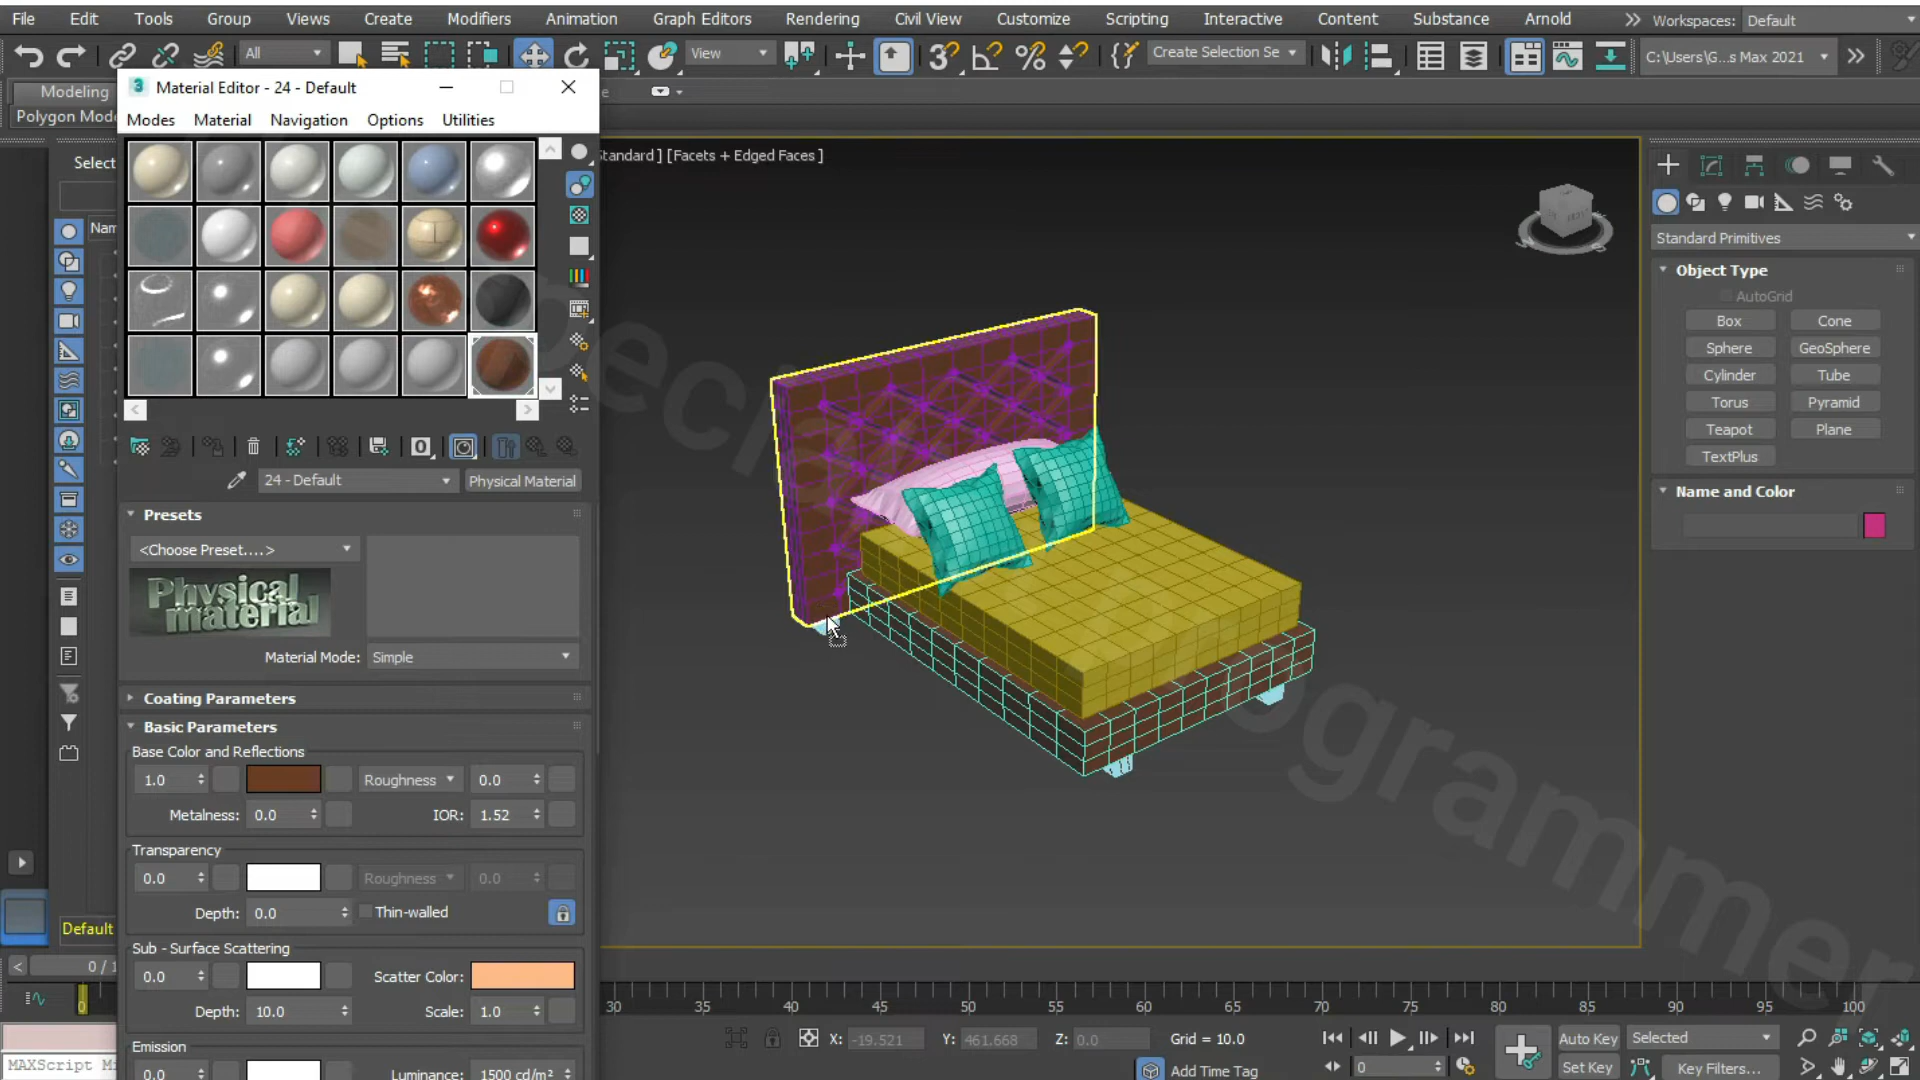 File Edit Tools Group Views Create Modifiers Animation Graph Editors Rendering Civil View Customize Scripting Interactive Content Substance Arnold Workspaces: Default
All View Create Selection Se C:\Users\G...s Max 2021
Modeling
Polygon Mode
Material Editor - 24 - Default
Modes Material Navigation Options Utilities
Select
Standard ] [Facets + Edged Faces ]
Standard Primitives
Object Type
AutoGrid
Box Cone
Sphere GeoSphere
Cylinder Tube
Torus Pyramid
Teapot Plane
TextPlus
Name and Color
24 - Default Physical Material
Presets
<Choose Preset....>
Physical material
Material Mode: Simple
Coating Parameters
Basic Parameters
Base Color and Reflections
1.0 Roughness 0.0
Metalness: 0.0 IOR: 1.52
Transparency
0.0 Roughness 0.0
Depth: 0.0 Thin-walled
Sub - Surface Scattering
0.0 Scatter Color:
Depth: 10.0 Scale: 1.0
Emission
0.0 Luminance: 1500 cd/m²
Default
0 / 1
0 30 35 40 45 50 55 60 65 70 75 80 85 90 95 100
X: -19.521 Y: 461.668 Z: 0.0 Grid = 10.0 Auto Key Selected
MAXScript Mi Add Time Tag 0 Set Key Key Filters...